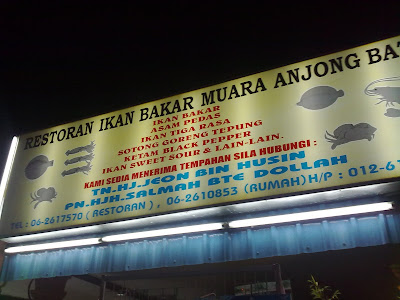 RESTORAN IKAN BAKAR MUARA ANJONG BA
IKAN BAKAR
ASAM PEDAS
IKAN TIGA RASA
SOTONG GORENG TEPUNG
KETAM BLACK PEPPER
IKAN SWEET SOUR & LAIN-LAIN.
KAMI SEDIA MENERIMA TEMPAHAN SILA HUBUNGI :
TN.HJ.JEON BIN HUSIN
PN.HJH.SALMAH BTE DOLLAH
TEL : 06-2617570 ( RESTORAN ) , 06-2610853 (RUMAH) H/P : 012-6